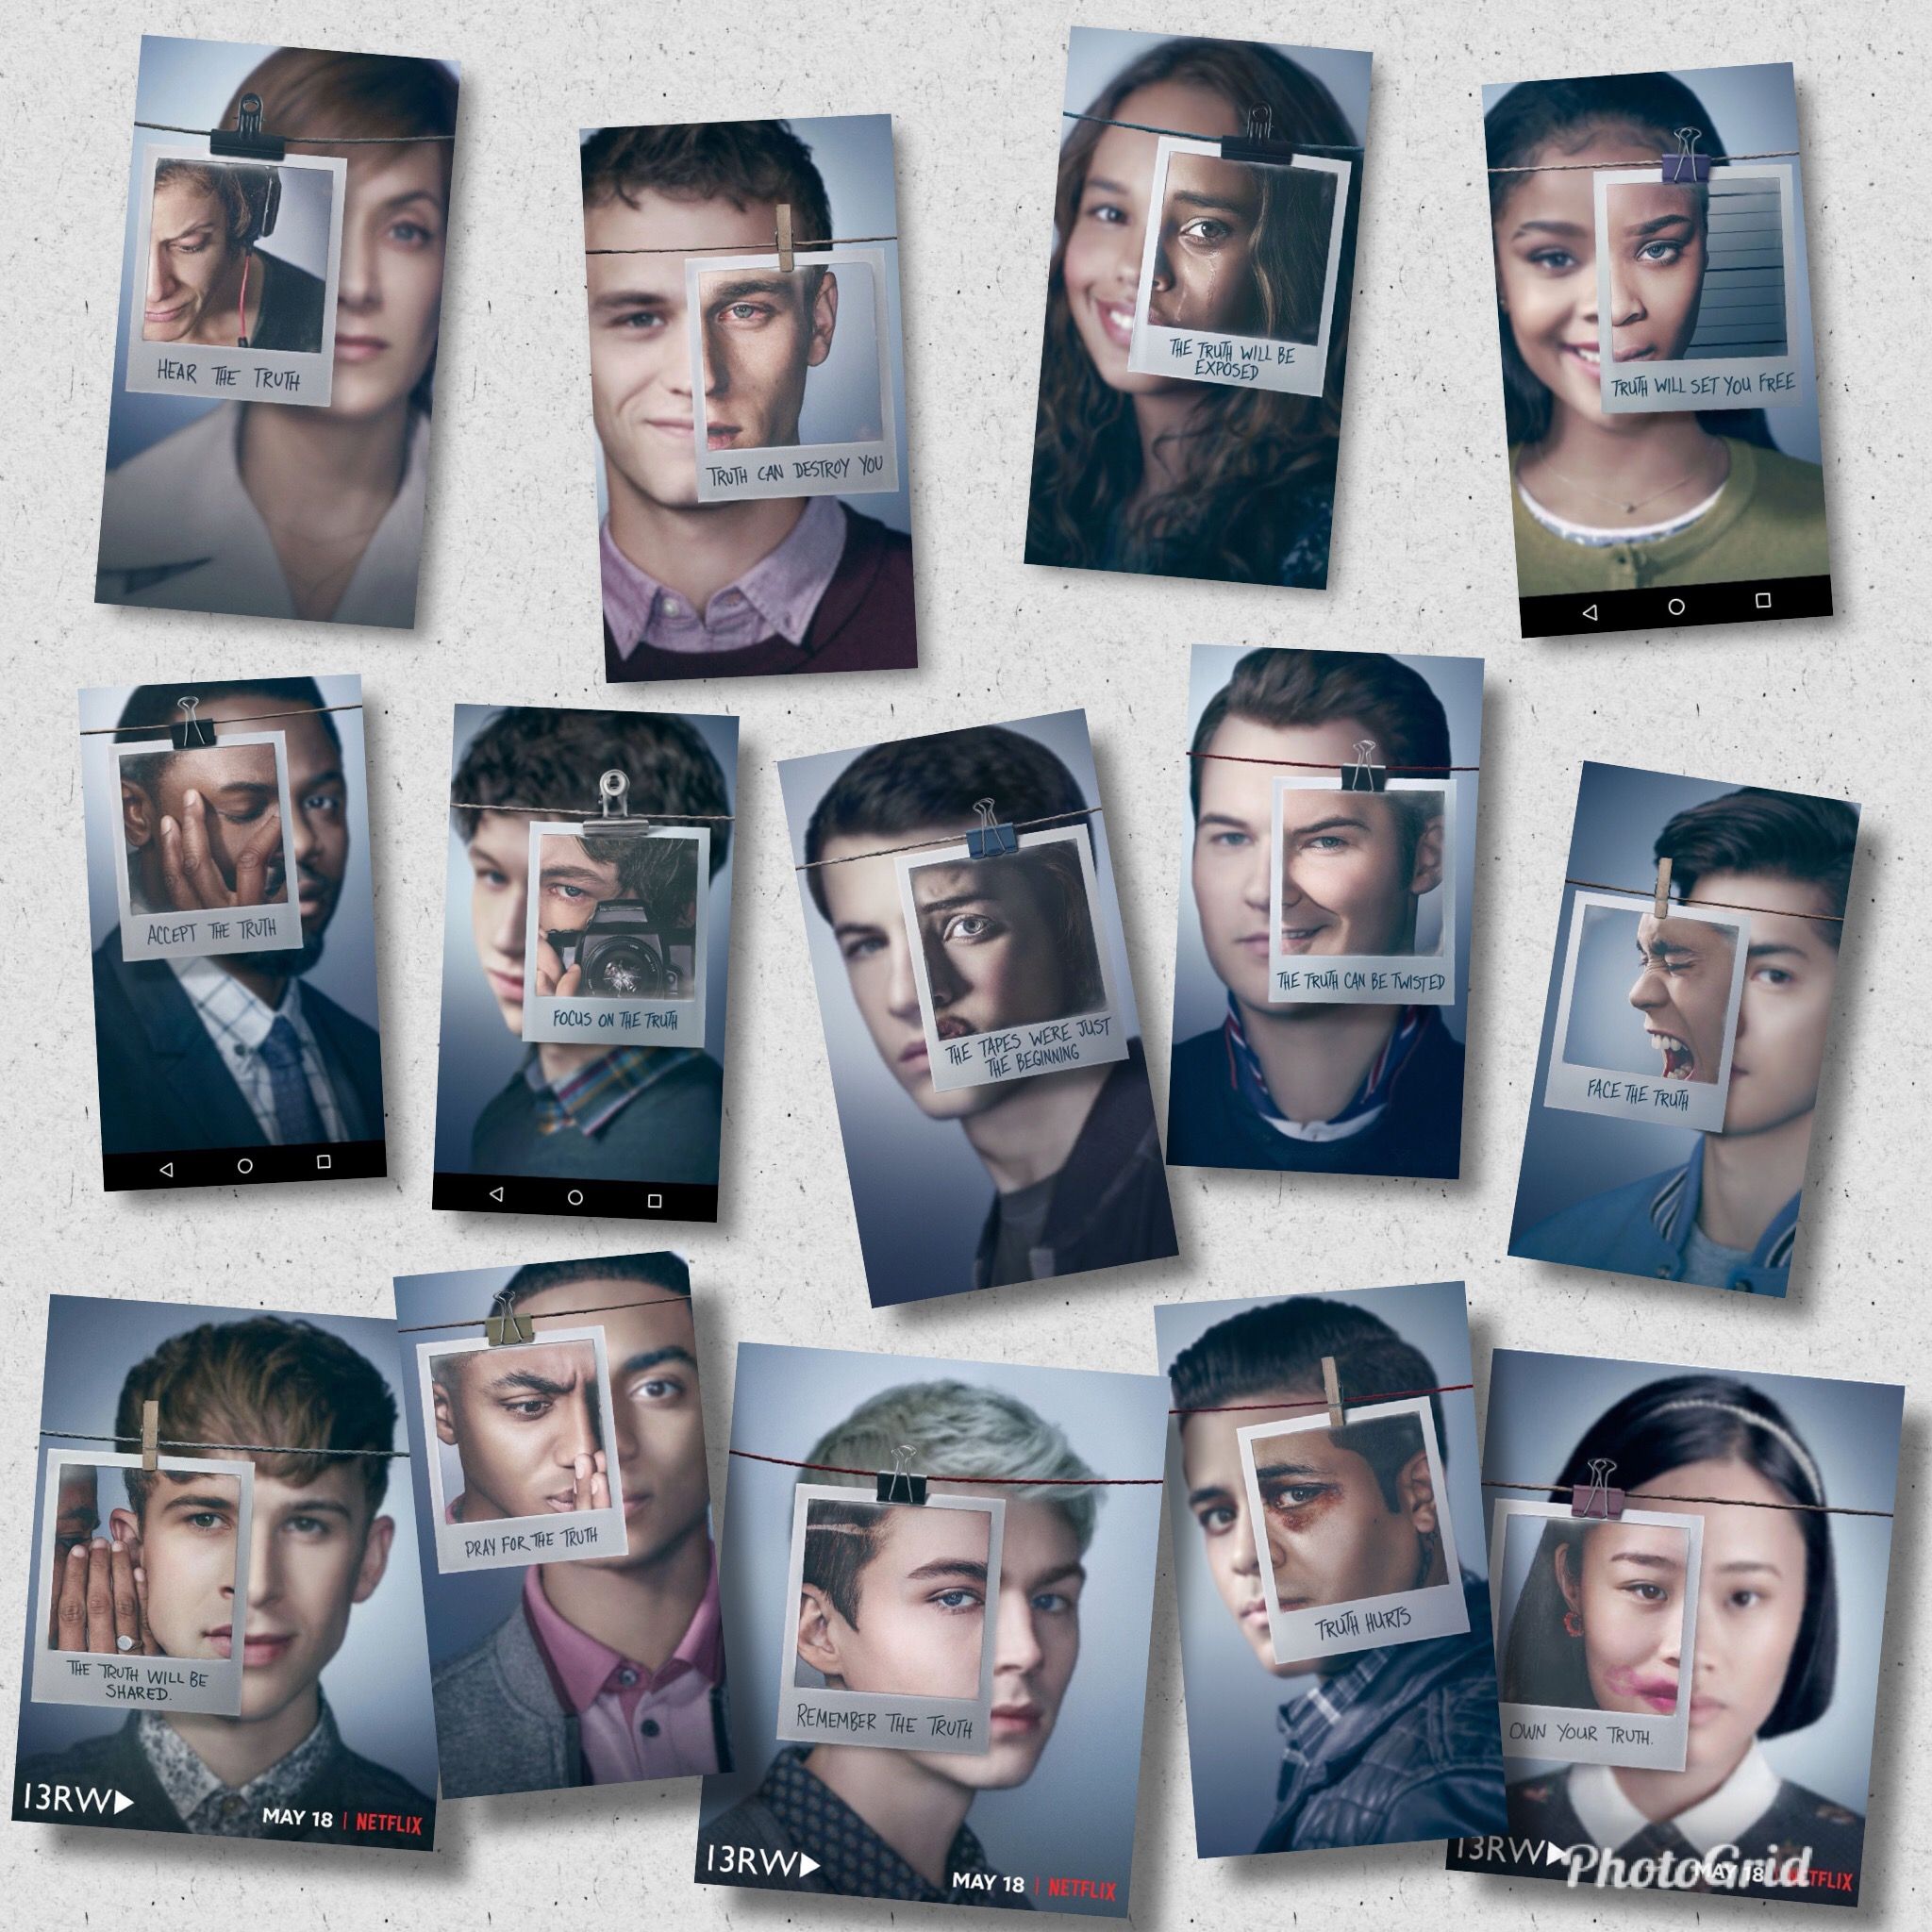 HEAR THE TRUTH
TRUTH CAN DESTROY YOU
THE TRUTH WILL BE
EXPOSED
TRUTH WILL SET YOU FREE
ACCEPT THE TRUTH
FOCUS ON THE TRUTH
THE TAPES WERE JUST
THE BEGINNING
THE TRUTH CAN BE TWISTED
FACE THE TRUTH
THE TRUTH WILL BE
SHARED.
13RW
MAY 18 | NETFLIX
PRAY FOR THE TRUTH
REMEMBER THE TRUTH
13RW
MAY 18 | NETFLIX
TRUTH HURTS
OWN YOUR TRUTH.
13RW
MAY 18 NETFLIX
PhotoGrid